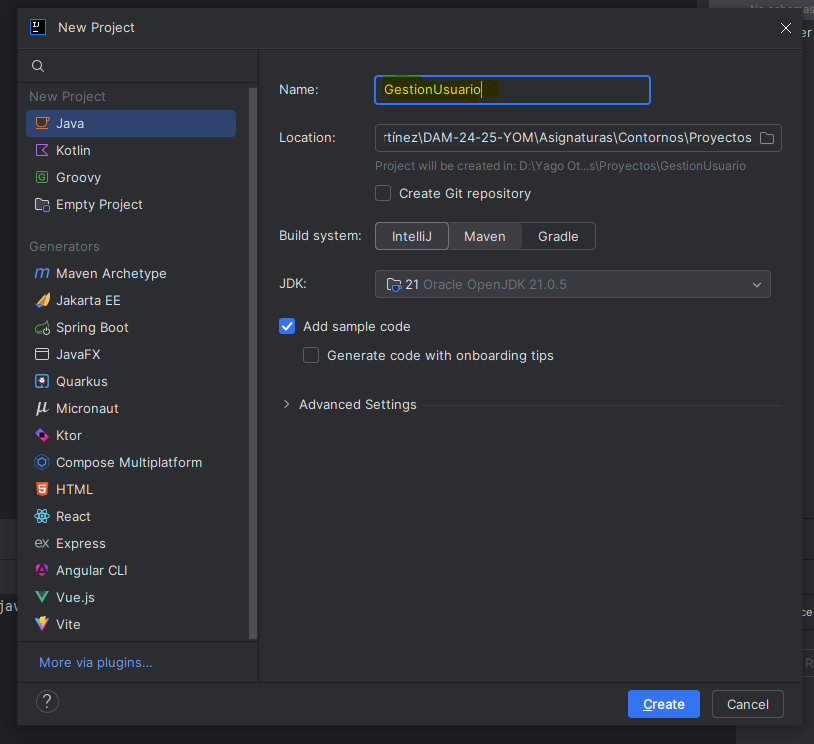 New Project
New Project
Java
Kotlin
Groovy
Empty Project
Generators
Maven Archetype
Jakarta EE
Spring Boot
JavaFX
Quarkus
Micronaut
Ktor
Compose Multiplatform
HTML
React
Express
Angular CLI
Vue.js
Vite
More via plugins...
Name: GestionUsuario
Location: rtínez\DAM-24-25-YOM\Asignaturas\Contornos\Proyectos
Project will be created in: D:\Yago Ot...s\Proyectos\GestionUsuario
Create Git repository
Build system: IntelliJ Maven Gradle
JDK: 21 Oracle OpenJDK 21.0.5
Add sample code
Generate code with onboarding tips
Advanced Settings
? Create Cancel